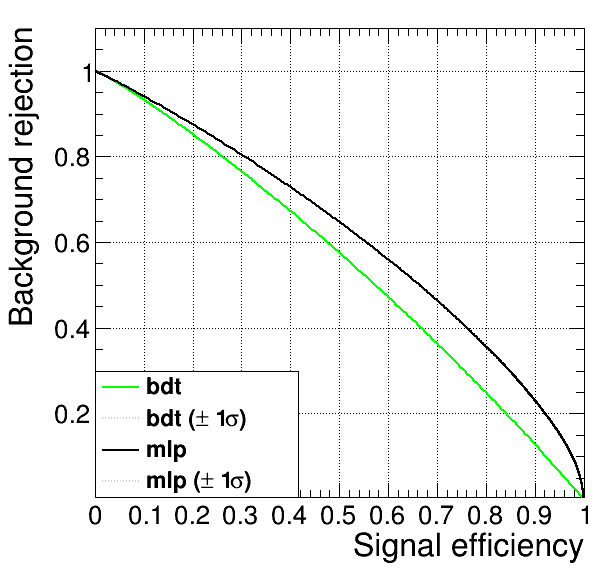 Background rejection
1
0.8
0.6
0.4
0.2
bdt
bdt (± 1σ)
mlp
mlp (± 1σ)
0 0.1 0.2 0.3 0.4 0.5 0.6 0.7 0.8 0.9 1
Signal efficiency